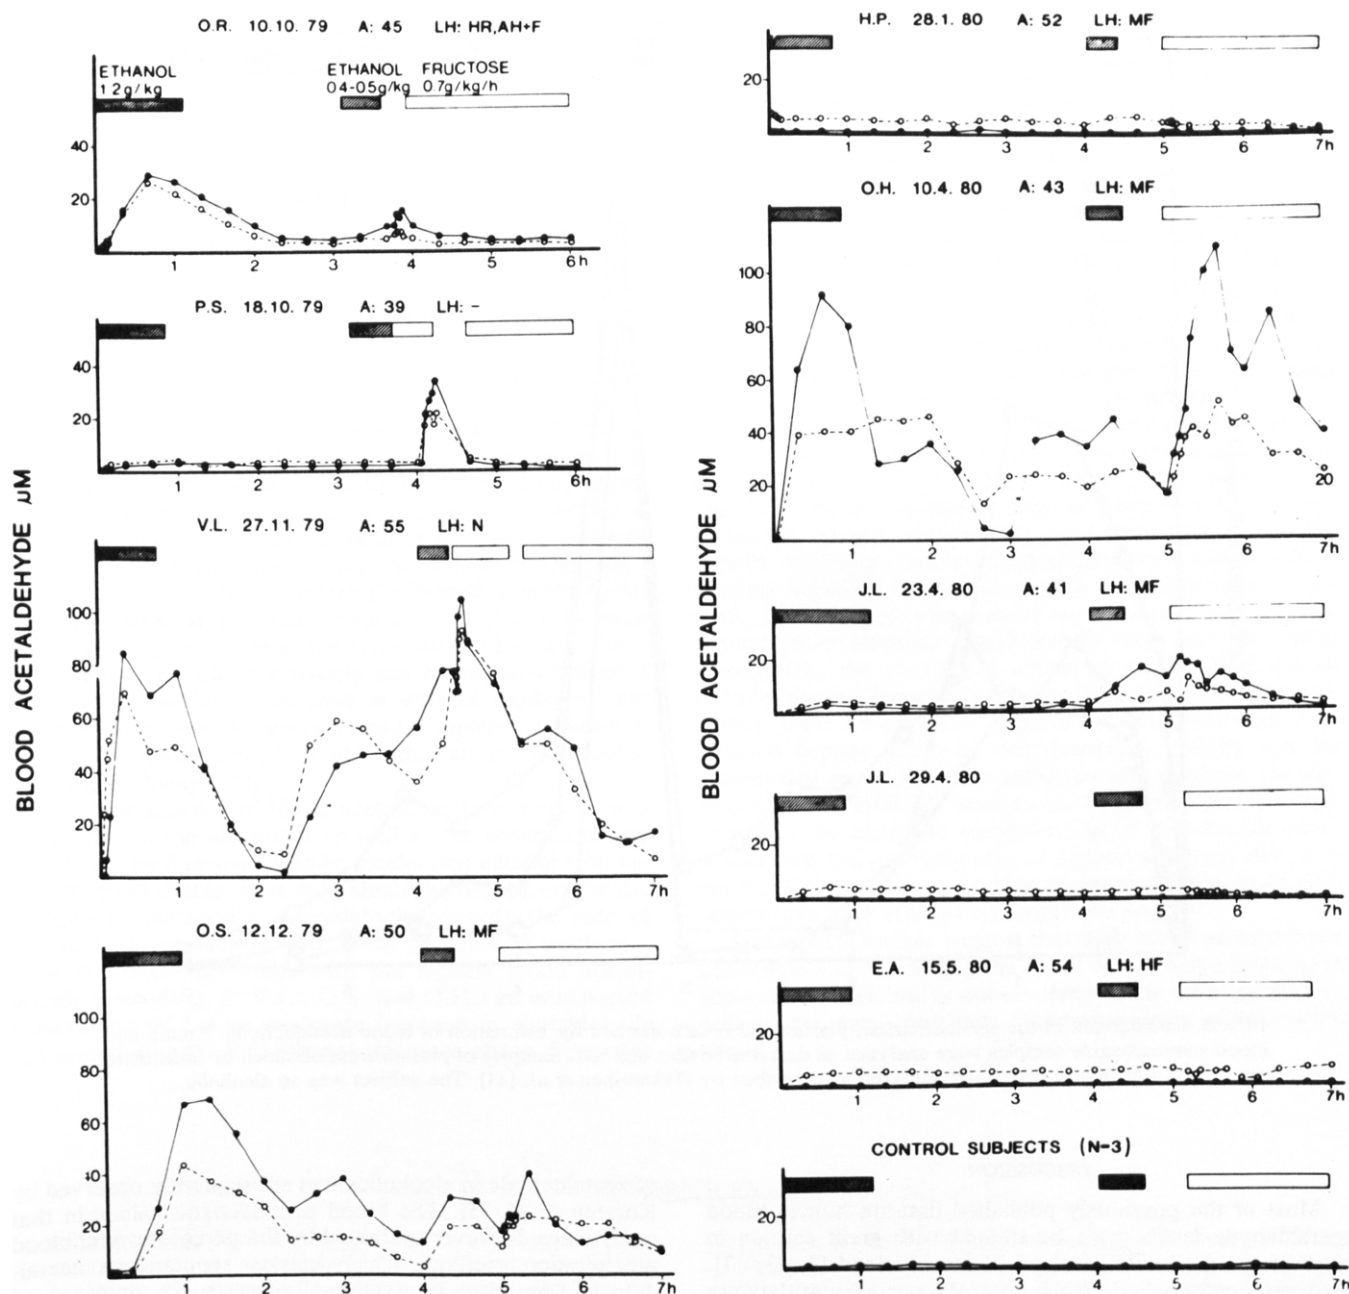 O.R. 10.10. 79 A: 45 LH: HR,AH+F
ETHANOL
1.2g/kg
ETHANOL
0.4-0.5g/kg
FRUCTOSE
0.7g/kg/h
40
20
1 2 3 4 5 6h
P.S. 18.10. 79 A: 39 LH: -
40
20
1 2 3 4 5 6h
V.L. 27.11. 79 A: 55 LH: N
100
80
60
40
20
1 2 3 4 5 6 7h
O.S. 12.12. 79 A: 50 LH: MF
100
80
60
40
20
1 2 3 4 5 6 7h
BLOOD ACETALDEHYDE µM
H.P. 28.1. 80 A: 52 LH: MF
20
1 2 3 4 5 6 7h
O.H. 10.4. 80 A: 43 LH: MF
100
80
60
40
20
20
1 2 3 4 5 6 7h
J.L. 23.4. 80 A: 41 LH: MF
20
1 2 3 4 5 6 7h
J.L. 29.4. 80
20
1 2 3 4 5 6 7h
E.A. 15.5. 80 A: 54 LH: HF
20
1 2 3 4 5 6 7h
CONTROL SUBJECTS (N=3)
20
1 2 3 4 5 6 7h
BLOOD ACETALDEHYDE µM